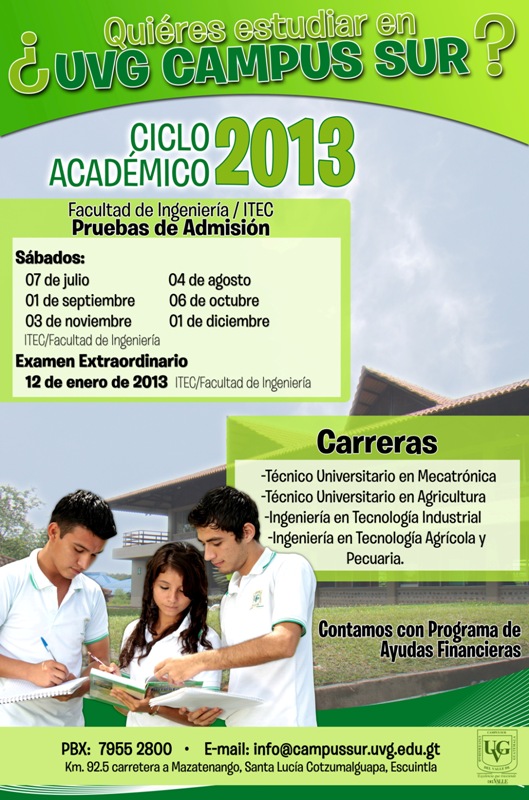 ¿Quiéres estudiar en
UVG CAMPUS SUR?
CICLO
ACADÉMICO 2013
Facultad de Ingeniería / ITEC
Pruebas de Admisión
Sábados:
07 de julio 04 de agosto
01 de septiembre 06 de octubre
03 de noviembre 01 de diciembre
ITEC/Facultad de Ingeniería
Examen Extraordinario
12 de enero de 2013 ITEC/Facultad de Ingeniería
Carreras
-Técnico Universitario en Mecatrónica
-Técnico Universitario en Agricultura
-Ingeniería en Tecnología Industrial
-Ingeniería en Tecnología Agrícola y
Pecuaria.
Contamos con Programa de
Ayudas Financieras
PBX: 7955 2800 • E-mail: info@campussur.uvg.edu.gt
Km. 92.5 carretera a Mazatenango, Santa Lucía Cotzumalguapa, Escuintla
UVG